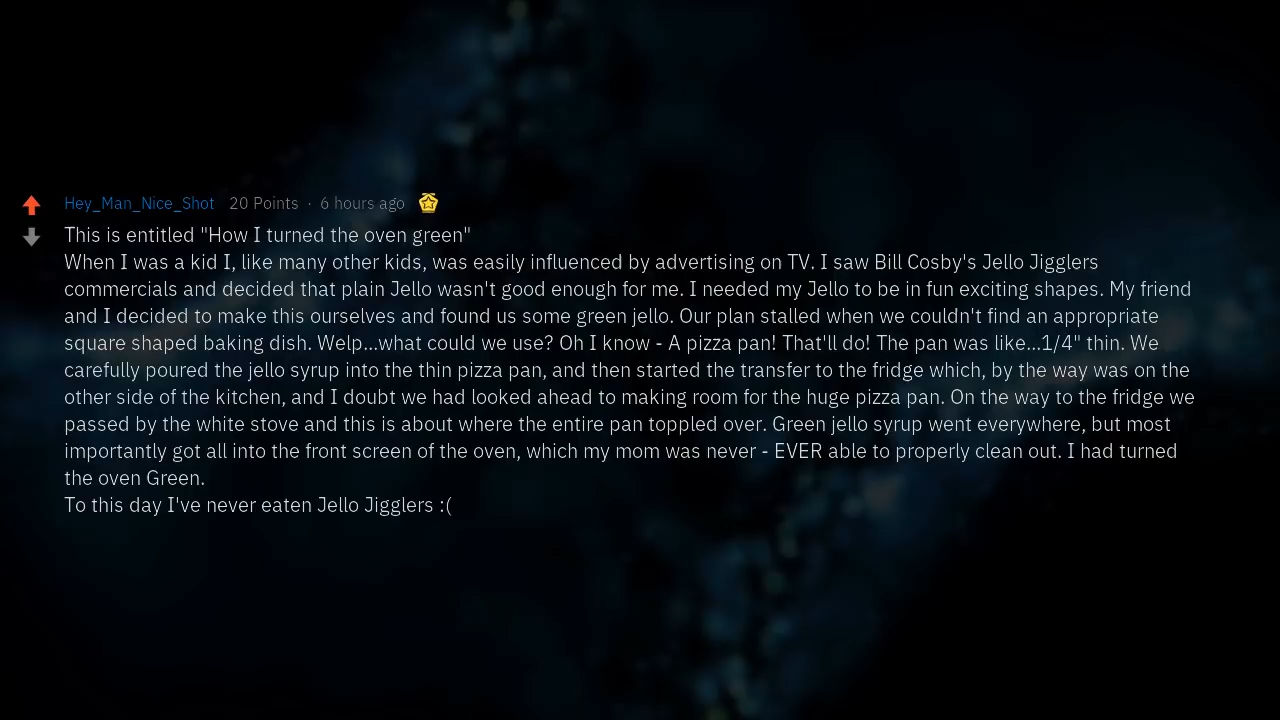 Hey_Man_Nice_Shot 20 Points · 6 hours ago
This is entitled "How I turned the oven green"
When I was a kid I, like many other kids, was easily influenced by advertising on TV. I saw Bill Cosby's Jello Jigglers
commercials and decided that plain Jello wasn't good enough for me. I needed my Jello to be in fun exciting shapes. My friend
and I decided to make this ourselves and found us some green jello. Our plan stalled when we couldn't find an appropriate
square shaped baking dish. Welp...what could we use? Oh I know - A pizza pan! That'll do! The pan was like...1/4" thin. We
carefully poured the jello syrup into the thin pizza pan, and then started the transfer to the fridge which, by the way was on the
other side of the kitchen, and I doubt we had looked ahead to making room for the huge pizza pan. On the way to the fridge we
passed by the white stove and this is about where the entire pan toppled over. Green jello syrup went everywhere, but most
importantly got all into the front screen of the oven, which my mom was never - EVER able to properly clean out. I had turned
the oven Green.
To this day I've never eaten Jello Jigglers :(